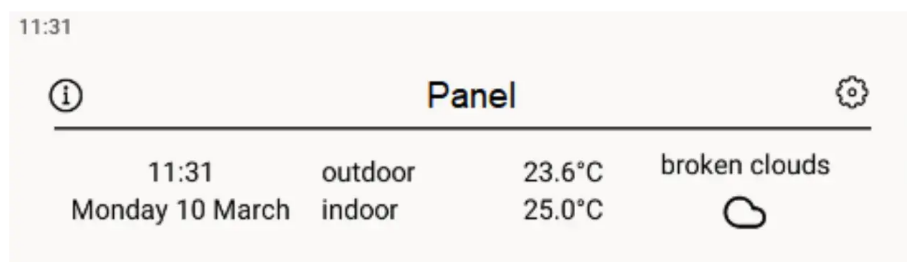 11:31
Panel
11:31 outdoor 23.6°C broken clouds
Monday 10 March indoor 25.0°C